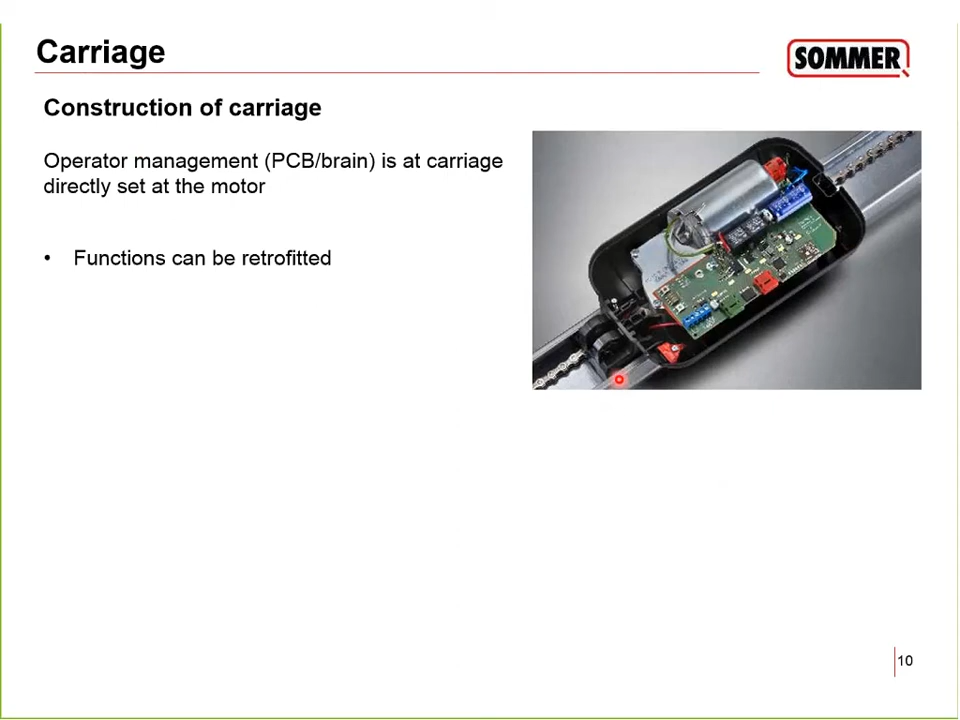 Carriage
SOMMER
Construction of carriage
Operator management (PCB/brain) is at carriage
directly set at the motor
• Functions can be retrofitted
10